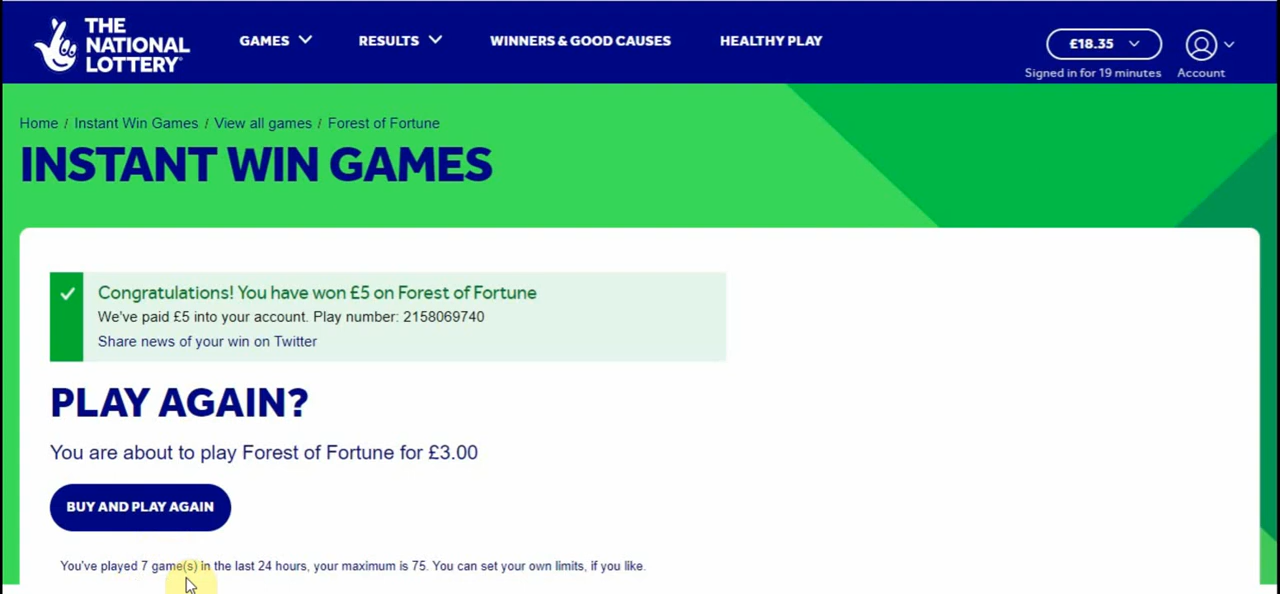 THE
NATIONAL
LOTTERY®
GAMES
RESULTS
WINNERS & GOOD CAUSES
HEALTHY PLAY
£18.35
Signed in for 19 minutes
Account
Home / Instant Win Games / View all games / Forest of Fortune
INSTANT WIN GAMES
Congratulations! You have won £5 on Forest of Fortune
We've paid £5 into your account. Play number: 2158069740
Share news of your win on Twitter
PLAY AGAIN?
You are about to play Forest of Fortune for £3.00
BUY AND PLAY AGAIN
You've played 7 game(s) in the last 24 hours, your maximum is 75. You can set your own limits, if you like.